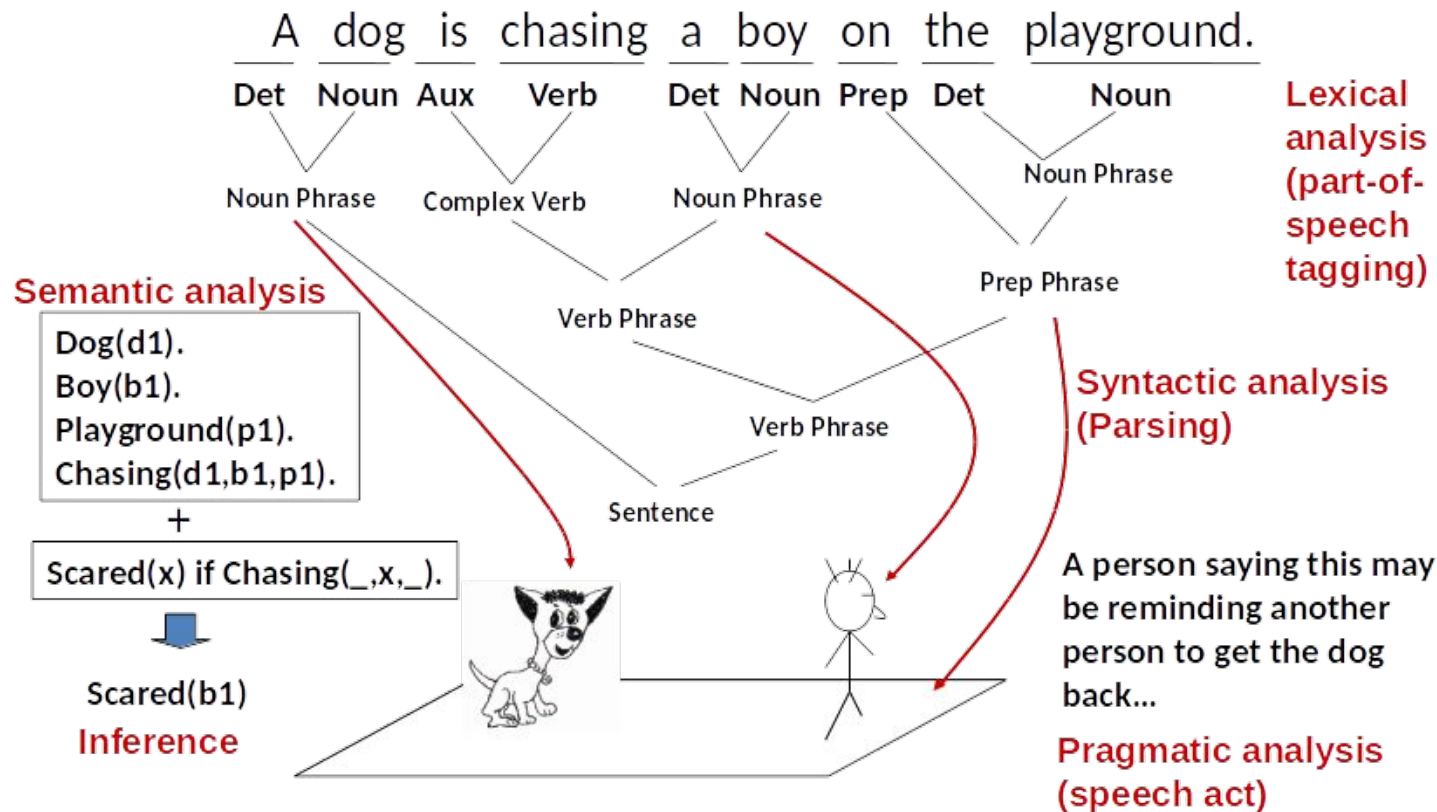 A dog is chasing a boy on the playground.
Det Noun Aux Verb Det Noun Prep Det Noun
Lexical
analysis
(part-of-
speech
tagging)
Noun Phrase
Noun Phrase Complex Verb Noun Phrase
Prep Phrase
Semantic analysis
Verb Phrase
Dog(d1).
Boy(b1).
Playground(p1).
Chasing(d1,b1,p1).
Syntactic analysis
(Parsing)
Verb Phrase
+
Sentence
Scared(x) if Chasing(_,x,_).
Scared(b1)
Inference
A person saying this may
be reminding another
person to get the dog
back...
Pragmatic analysis
(speech act)